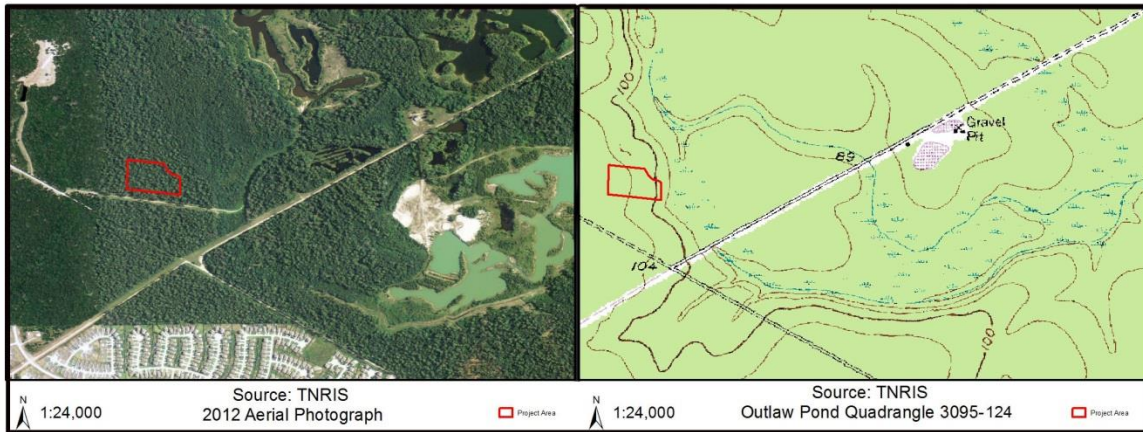 100
Gravel
Pit
89
104
100
Source: TNRIS
2012 Aerial Photograph
N
1:24,000
Project Area
Source: TNRIS
Outlaw Pond Quadrangle 3095-124
N
1:24,000
Project Area